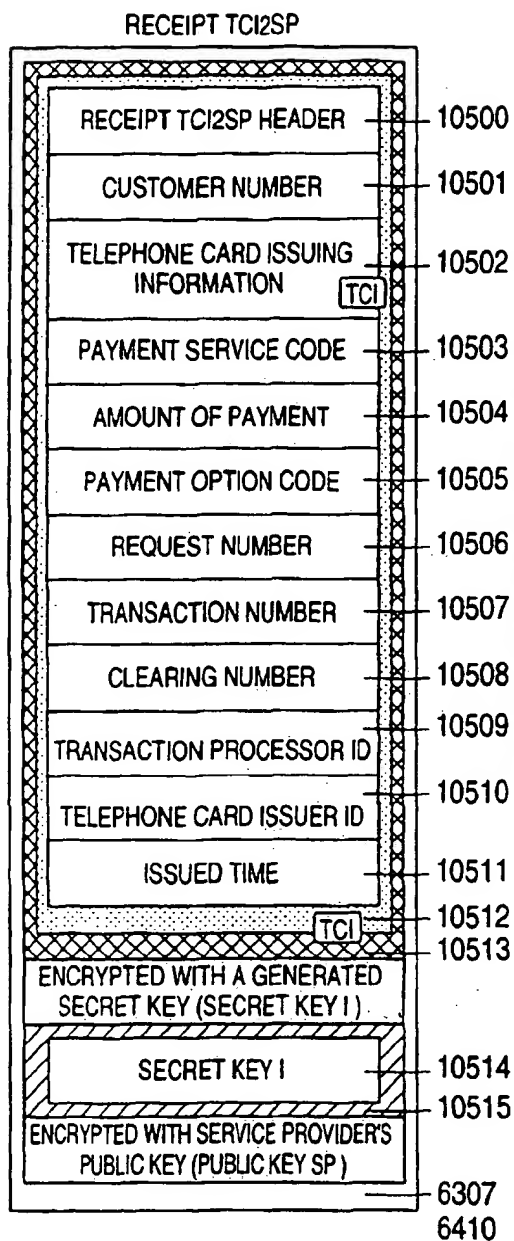 RECEIPT TCI2SP
RECEIPT TCI2SP HEADER 10500
CUSTOMER NUMBER 10501
TELEPHONE CARD ISSUING
INFORMATION 10502
TCI
PAYMENT SERVICE CODE 10503
AMOUNT OF PAYMENT 10504
PAYMENT OPTION CODE 10505
REQUEST NUMBER 10506
TRANSACTION NUMBER 10507
CLEARING NUMBER 10508
TRANSACTION PROCESSOR ID 10509
TELEPHONE CARD ISSUER ID 10510
ISSUED TIME 10511
TCI 10512
10513
ENCRYPTED WITH A GENERATED
SECRET KEY (SECRET KEY I)
SECRET KEY I 10514
10515
ENCRYPTED WITH SERVICE PROVIDER'S
PUBLIC KEY (PUBLIC KEY SP)
6307
6410